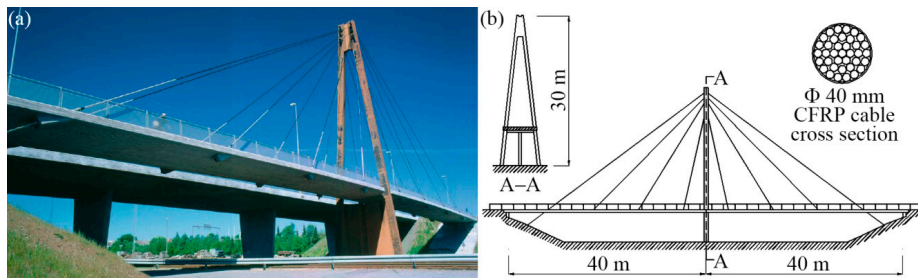 (a)
(b)
30 m
A–A
A
Φ 40 mm
CFRP cable
cross section
A
40 m
40 m